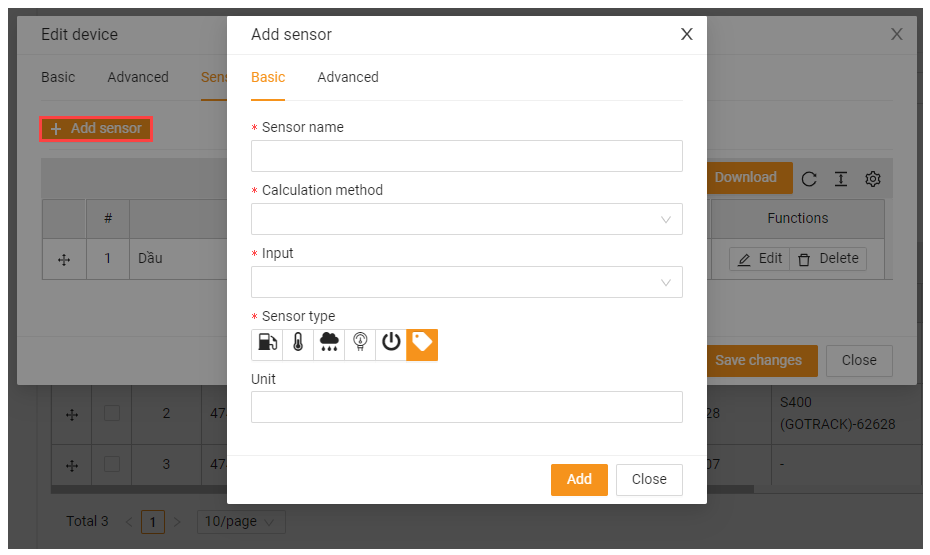 Edit device
X
Basic
Advanced
Sens
+ Add sensor
Download
#
Functions
1
Dầu
Edit
Delete
Save changes
Close
Add sensor
X
Basic
Advanced
* Sensor name
* Calculation method
* Input
* Sensor type
Unit
Add
Close
2
47
28
S400
(GOTRACK)-62628
3
47
07
-
Total 3
<
1
>
10/page